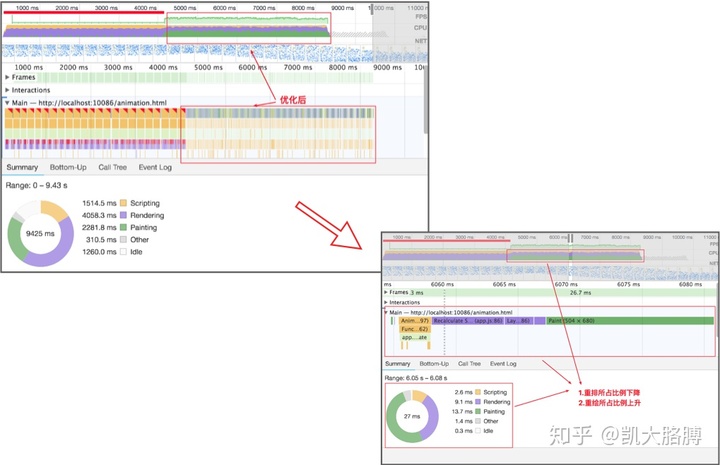 1000 ms 2000 ms 3000 ms 4000 ms 5000 ms 6000 ms 7000 ms 8000 ms 9000 ms 10000 ms 11000 r
FPS
CPU
NET
1000 ms 2000 ms 3000 ms 4000 ms 5000 ms 6000 ms 7000 ms 8000 ms 9000 ms
Frames
Interactions
优化后
Main — http://localhost:10086/animation.html
Summary Bottom-Up Call Tree Event Log
Range: 0 – 9.43 s
9425 ms
1514.5 ms Scripting
4058.3 ms Rendering
2281.8 ms Painting
310.5 ms Other
1260.0 ms Idle
1000 ms 2000 ms 3000 ms 4000 ms 5000 ms 6000 ms 7000 ms 8000 ms 9000 ms 10000 ms
FPS
CPU
NET
ms 6060 ms 6065 ms 6070 ms 6075 ms 6080 ms
Frames .3 ms 26.7 ms
Interactions
Main — http://localhost:10086/animation.html
Anim...97) Recalculate S... (app.js:86) Lay...86) Paint (504 × 680)
Func...62)
app....ate
Summary Bottom-Up Call Tree Event Log
Range: 6.05 s – 6.08 s
27 ms
2.6 ms Scripting
9.1 ms Rendering
13.7 ms Painting
1.4 ms Other
0.3 ms Idle
1.重排所占比例下降
2.重绘所占比例上升
知乎 @凯大胳膊